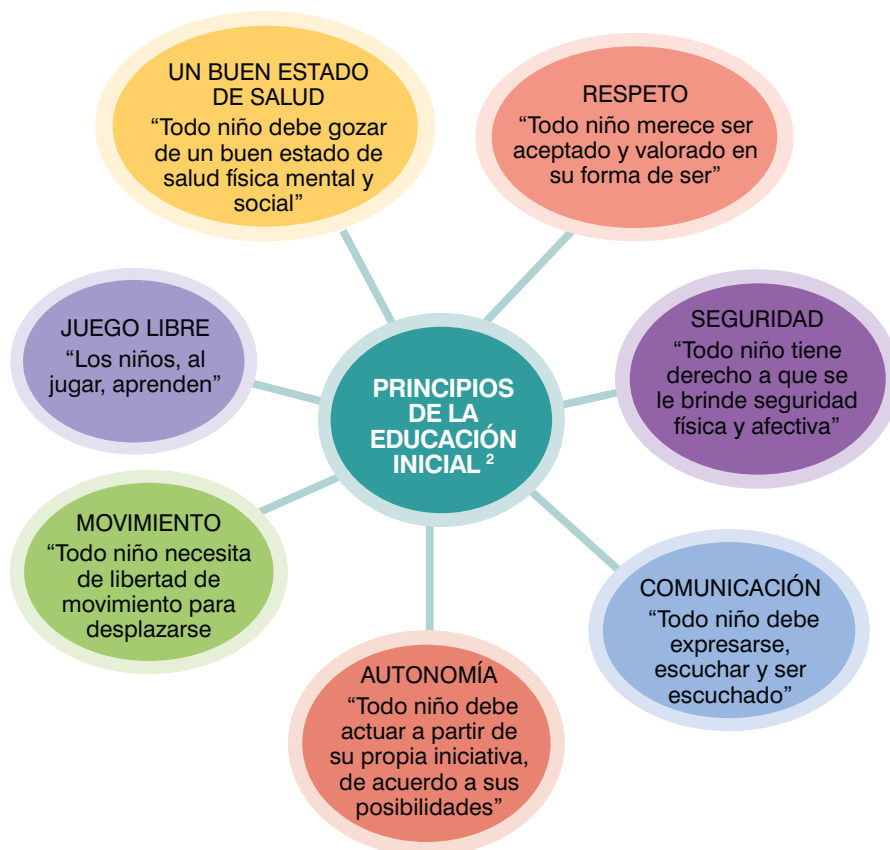 UN BUEN ESTADO
DE SALUD
“Todo niño debe gozar
de un buen estado de
salud física mental y
social”
RESPETO
“Todo niño merece ser
aceptado y valorado en
su forma de ser”
JUEGO LIBRE
“Los niños, al
jugar, aprenden”
PRINCIPIOS
DE LA
EDUCACIÓN
INICIAL ²
SEGURIDAD
“Todo niño tiene
derecho a que se
le brinde seguridad
física y afectiva”
MOVIMIENTO
“Todo niño necesita
de libertad de
movimiento para
desplazarse
COMUNICACIÓN
“Todo niño debe
expresarse,
escuchar y ser
escuchado”
AUTONOMÍA
“Todo niño debe
actuar a partir de
su propia iniciativa,
de acuerdo a sus
posibilidades”